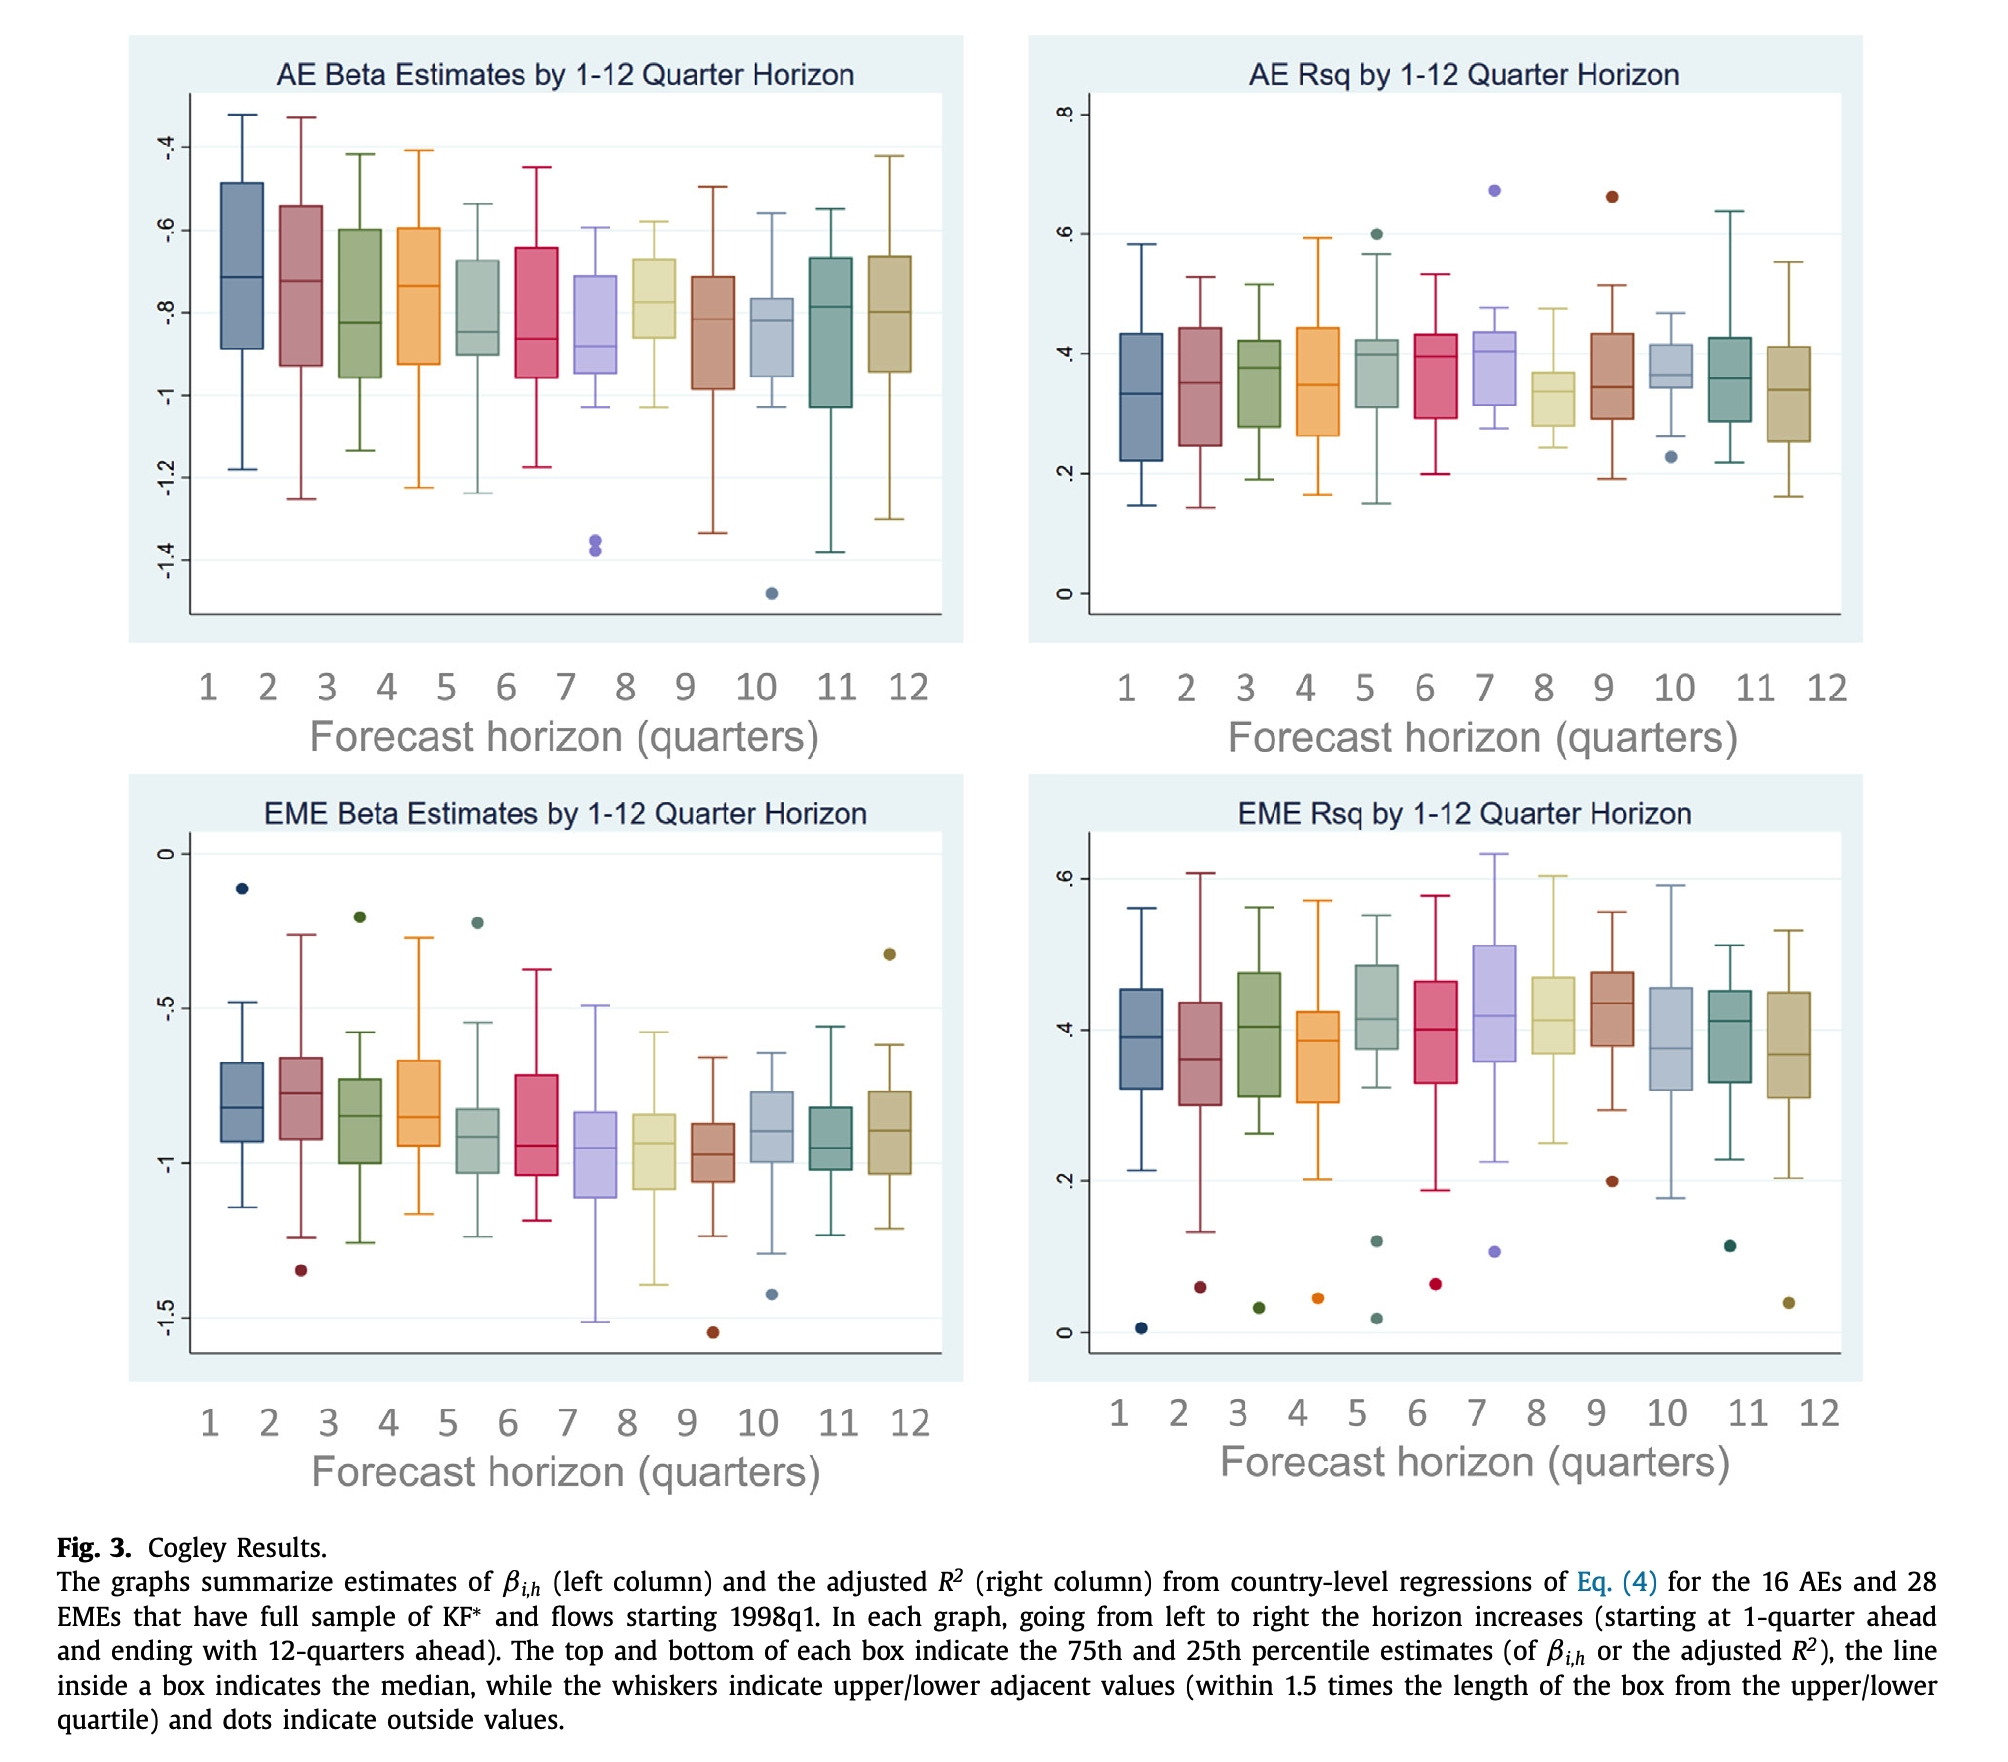 AE Beta Estimates by 1-12 Quarter Horizon
-.4
-.6
-.8
-1
-1.2
-1.4
1 2 3 4 5 6 7 8 9 10 11 12
Forecast horizon (quarters)
AE Rsq by 1-12 Quarter Horizon
.8
.6
.4
.2
0
1 2 3 4 5 6 7 8 9 10 11 12
Forecast horizon (quarters)
EME Beta Estimates by 1-12 Quarter Horizon
0
-.5
-1
-1.5
1 2 3 4 5 6 7 8 9 10 11 12
Forecast horizon (quarters)
EME Rsq by 1-12 Quarter Horizon
.6
.4
.2
0
1 2 3 4 5 6 7 8 9 10 11 12
Forecast horizon (quarters)
Fig. 3. Cogley Results.
The graphs summarize estimates of β_{i,h} (left column) and the adjusted R² (right column) from country-level regressions of Eq. (4) for the 16 AEs and 28
EMEs that have full sample of KF* and flows starting 1998q1. In each graph, going from left to right the horizon increases (starting at 1-quarter ahead
and ending with 12-quarters ahead). The top and bottom of each box indicate the 75th and 25th percentile estimates (of β_{i,h} or the adjusted R²), the line
inside a box indicates the median, while the whiskers indicate upper/lower adjacent values (within 1.5 times the length of the box from the upper/lower
quartile) and dots indicate outside values.